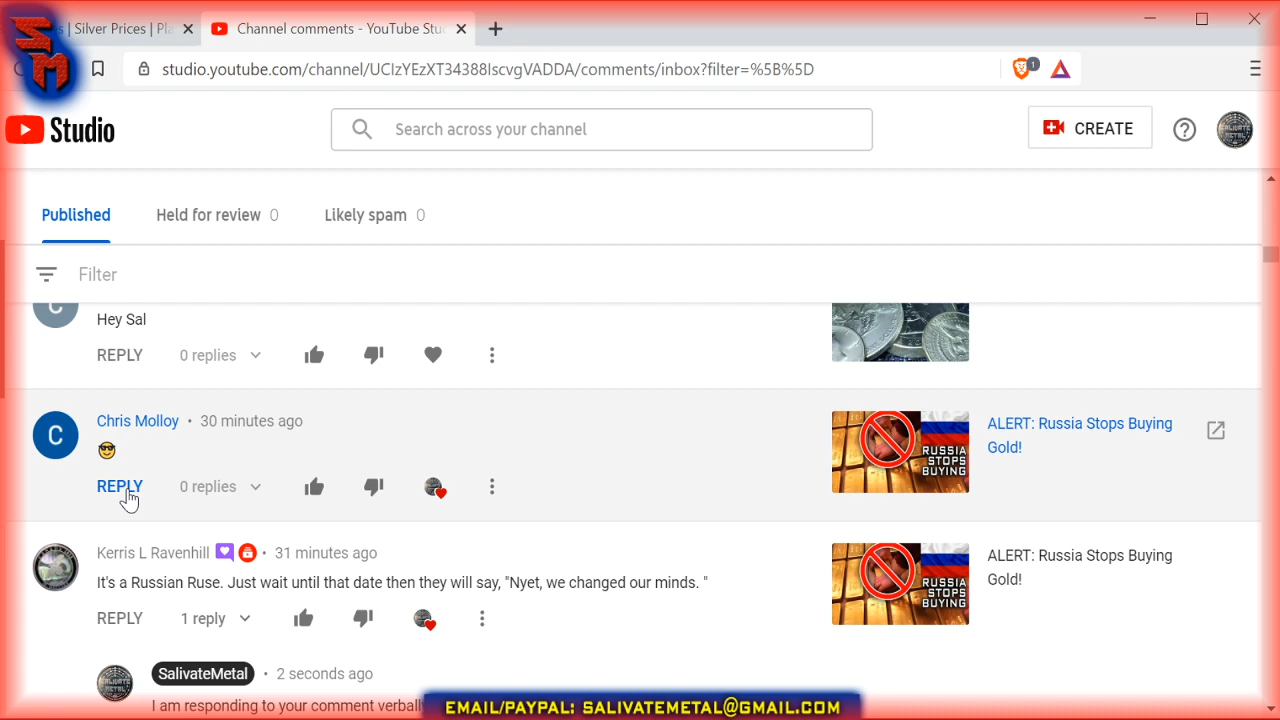 SM
s | Silver Prices | Pla
Channel comments - YouTube Stu
studio.youtube.com/channel/UCIzYEzXT34388IscvgVADDA/comments/inbox?filter=%5B%5D
1
Studio
Search across your channel
CREATE
Published
Held for review 0
Likely spam 0
Filter
C
Hey Sal
REPLY
0 replies
C
Chris Molloy • 30 minutes ago
REPLY
0 replies
RUSSIA
STOPS
BUYING
ALERT: Russia Stops Buying
Gold!
Kerris L Ravenhill • 31 minutes ago
It's a Russian Ruse. Just wait until that date then they will say, "Nyet, we changed our minds. "
REPLY
1 reply
RUSSIA
STOPS
BUYING
ALERT: Russia Stops Buying
Gold!
SalivateMetal • 2 seconds ago
I am responding to your comment verball
EMAIL/PAYPAL: SALIVATEMETAL@GMAIL.COM